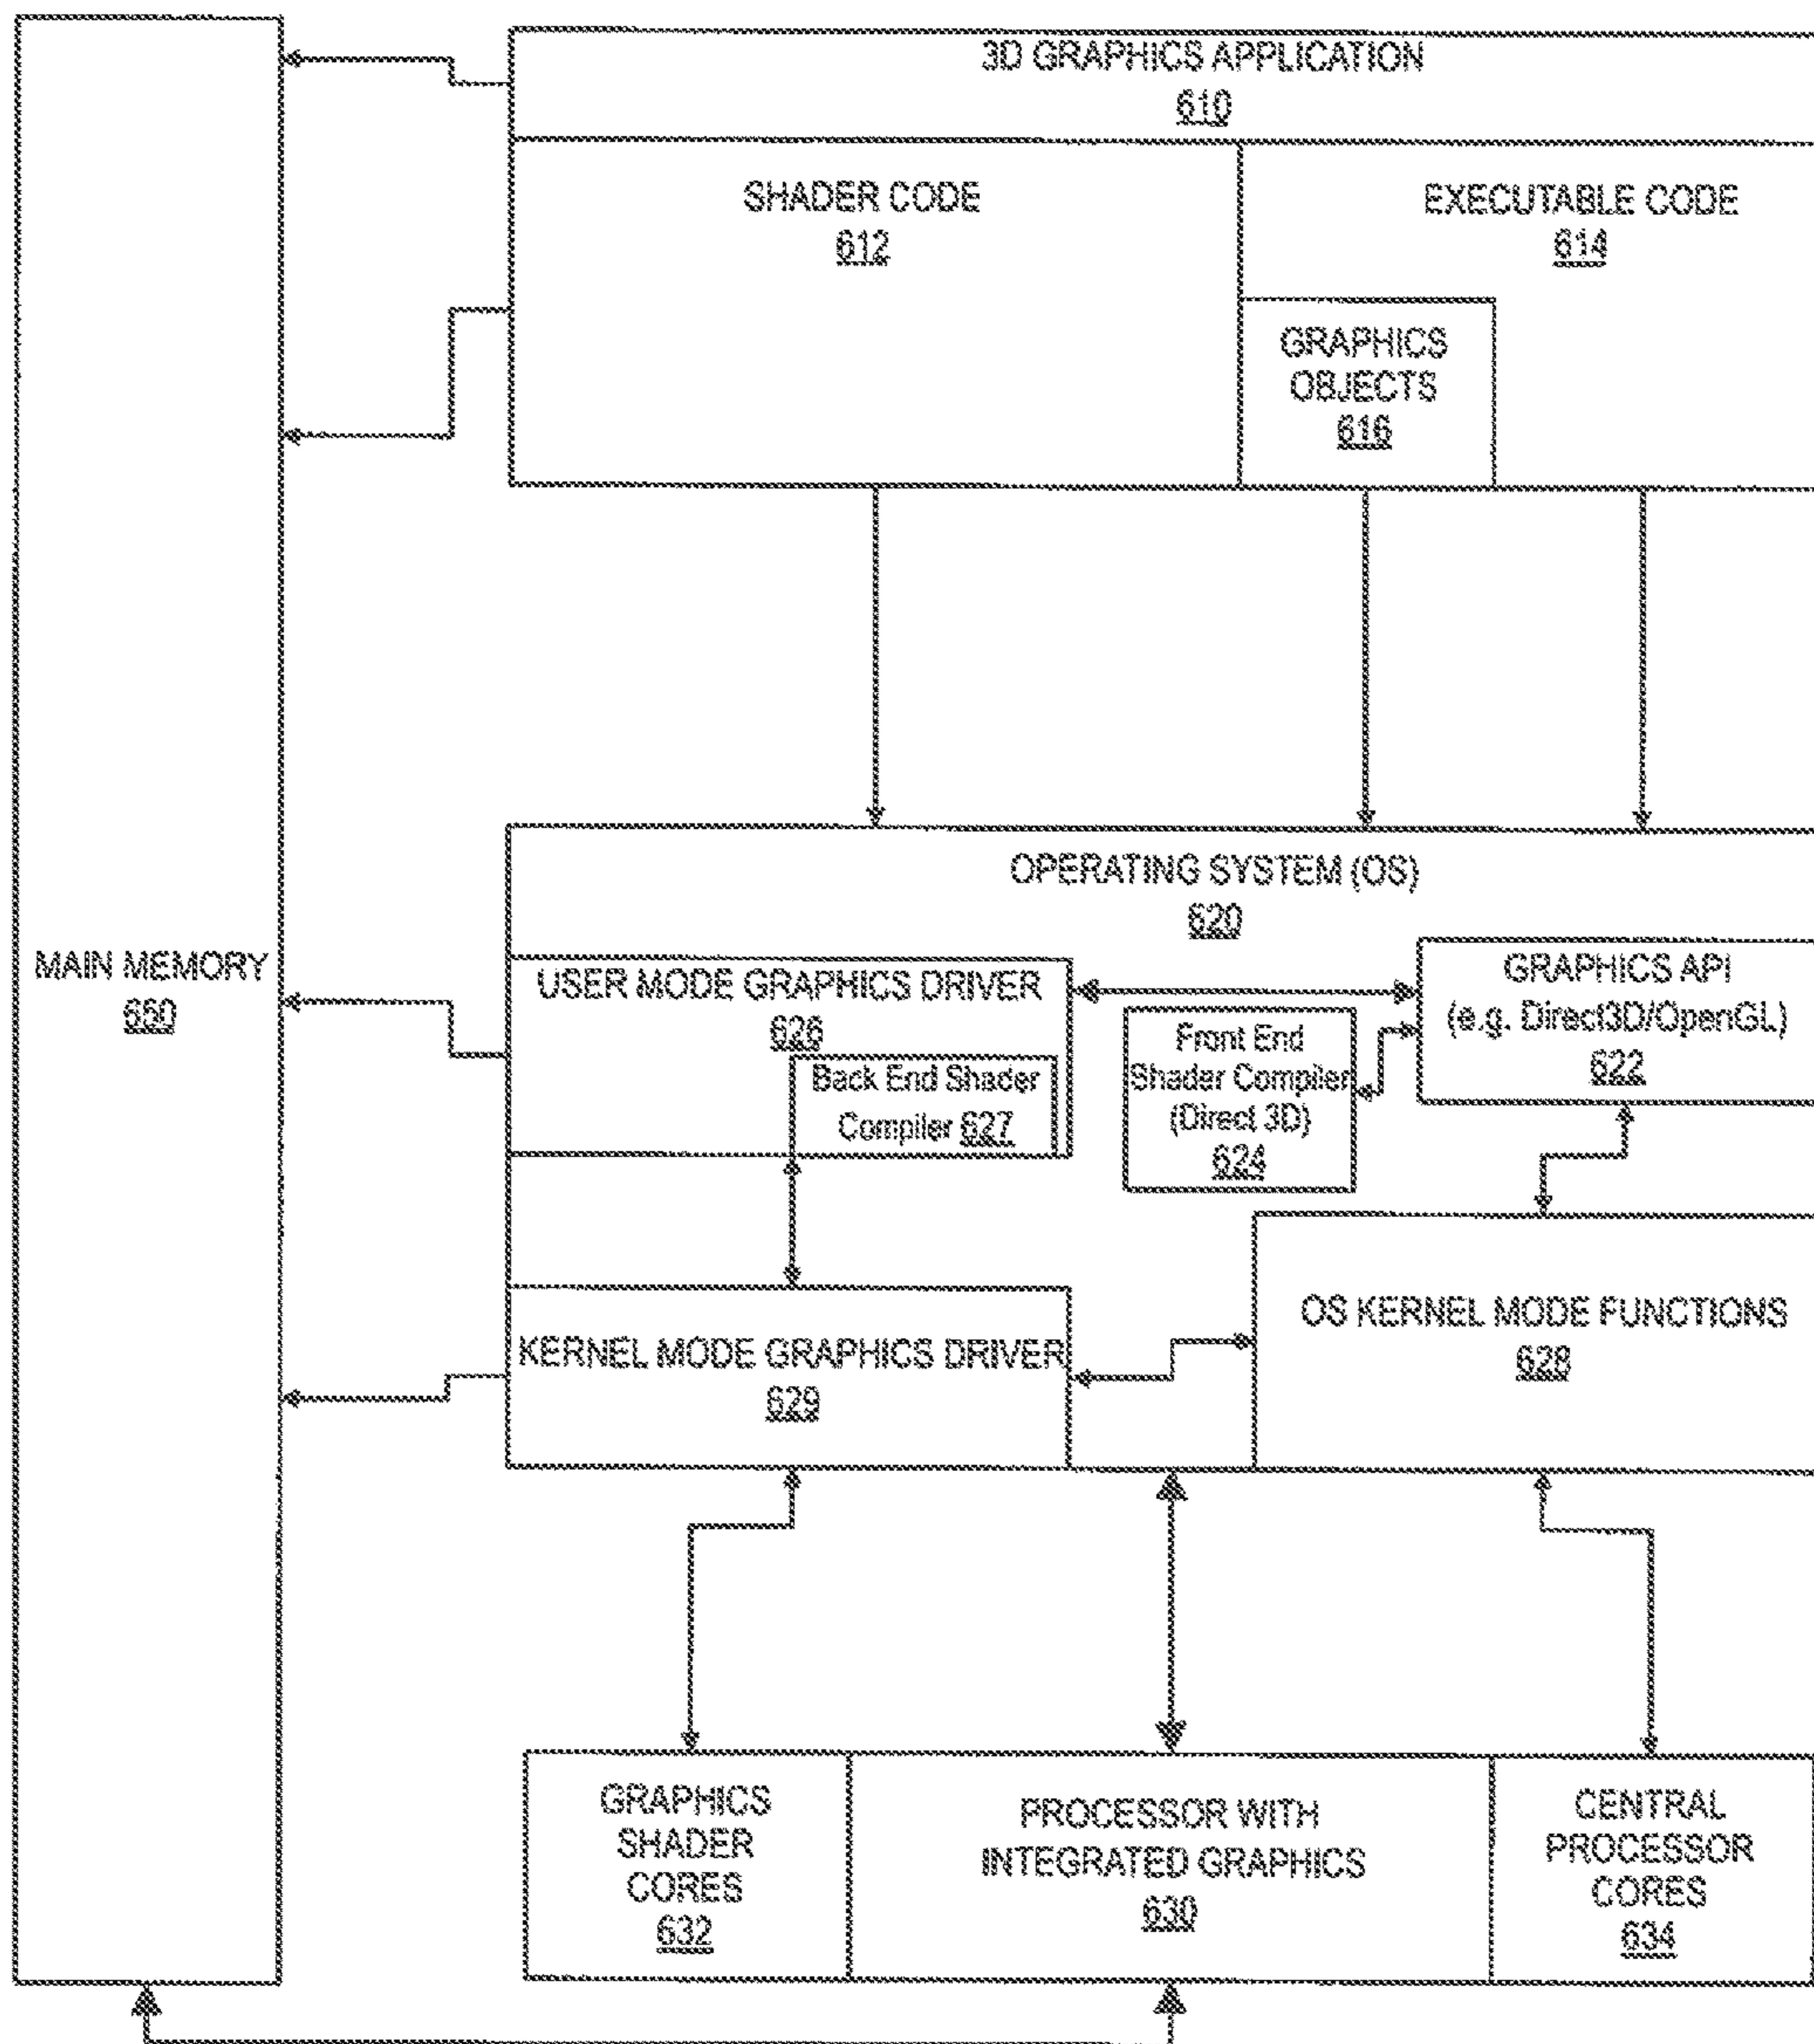 3D GRAPHICS APPLICATION
610
SHADER CODE
612
EXECUTABLE CODE
614
GRAPHICS
OBJECTS
616
OPERATING SYSTEM (OS)
620
MAIN MEMORY
650
USER MODE GRAPHICS DRIVER
626
Back End Shader
Compiler 627
Front End
Shader Compiler
(Direct 3D)
624
GRAPHICS API
(e.g. Direct3D/OpenGL)
622
KERNEL MODE GRAPHICS DRIVER
629
OS KERNEL MODE FUNCTIONS
628
GRAPHICS
SHADER
CORES
632
PROCESSOR WITH
INTEGRATED GRAPHICS
630
CENTRAL
PROCESSOR
CORES
634